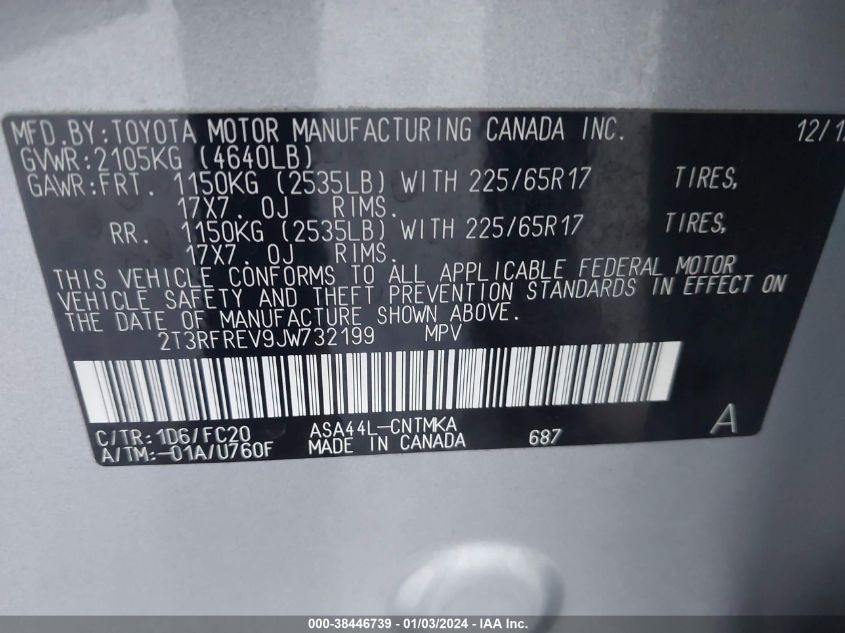 MFD.BY:TOYOTA MOTOR MANUFACTURING CANADA INC. 12/1
GVWR:2105KG (4640LB)
GAWR:FRT. 1150KG (2535LB) WITH 225/65R17 TIRES,
17X7.0J RIMS.
RR. 1150KG (2535LB) WITH 225/65R17 TIRES,
17X7.0J RIMS.
THIS VEHICLE CONFORMS TO ALL APPLICABLE FEDERAL MOTOR
VEHICLE SAFETY AND THEFT PREVENTION STANDARDS IN EFFECT ON
THE DATE OF MANUFACTURE SHOWN ABOVE.
2T3RFREV9JW732199 MPV
C/TR:1D6/FC20 ASA44L-CNTMKA
A/TM:-01A/U760F MADE IN CANADA 687 A
000-38446739 - 01/03/2024 - IAA Inc.